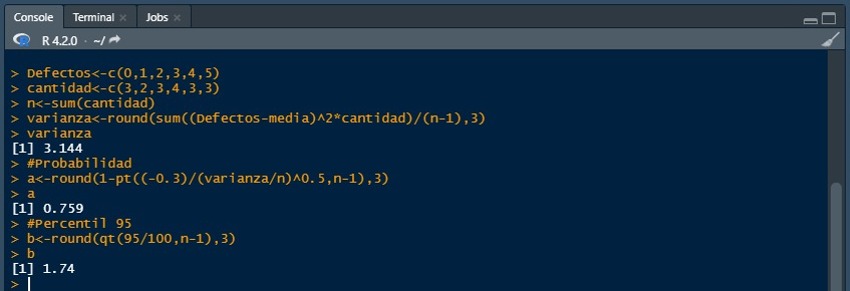 Console Terminal × Jobs ×
R 4.2.0 · ~/
> Defectos<-c(0,1,2,3,4,5)
> cantidad<-c(3,2,3,4,3,3)
> n<-sum(cantidad)
> varianza<-round(sum((Defectos-media)^2*cantidad)/(n-1),3)
> varianza
[1] 3.144
> #Probabilidad
> a<-round(1-pt((-0.3)/(varianza/n)^0.5,n-1),3)
> a
[1] 0.759
> #Percentil 95
> b<-round(qt(95/100,n-1),3)
> b
[1] 1.74
>